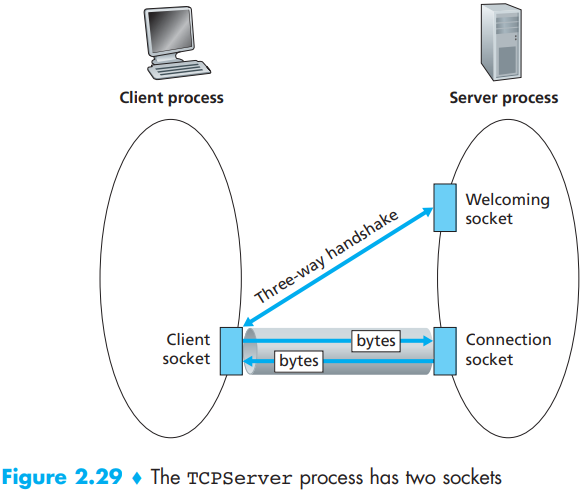 Client process
Server process
Welcoming
socket
Three-way handshake
Client
socket
bytes
bytes
Connection
socket
Figure 2.29 ♦ The TCPServer process has two sockets